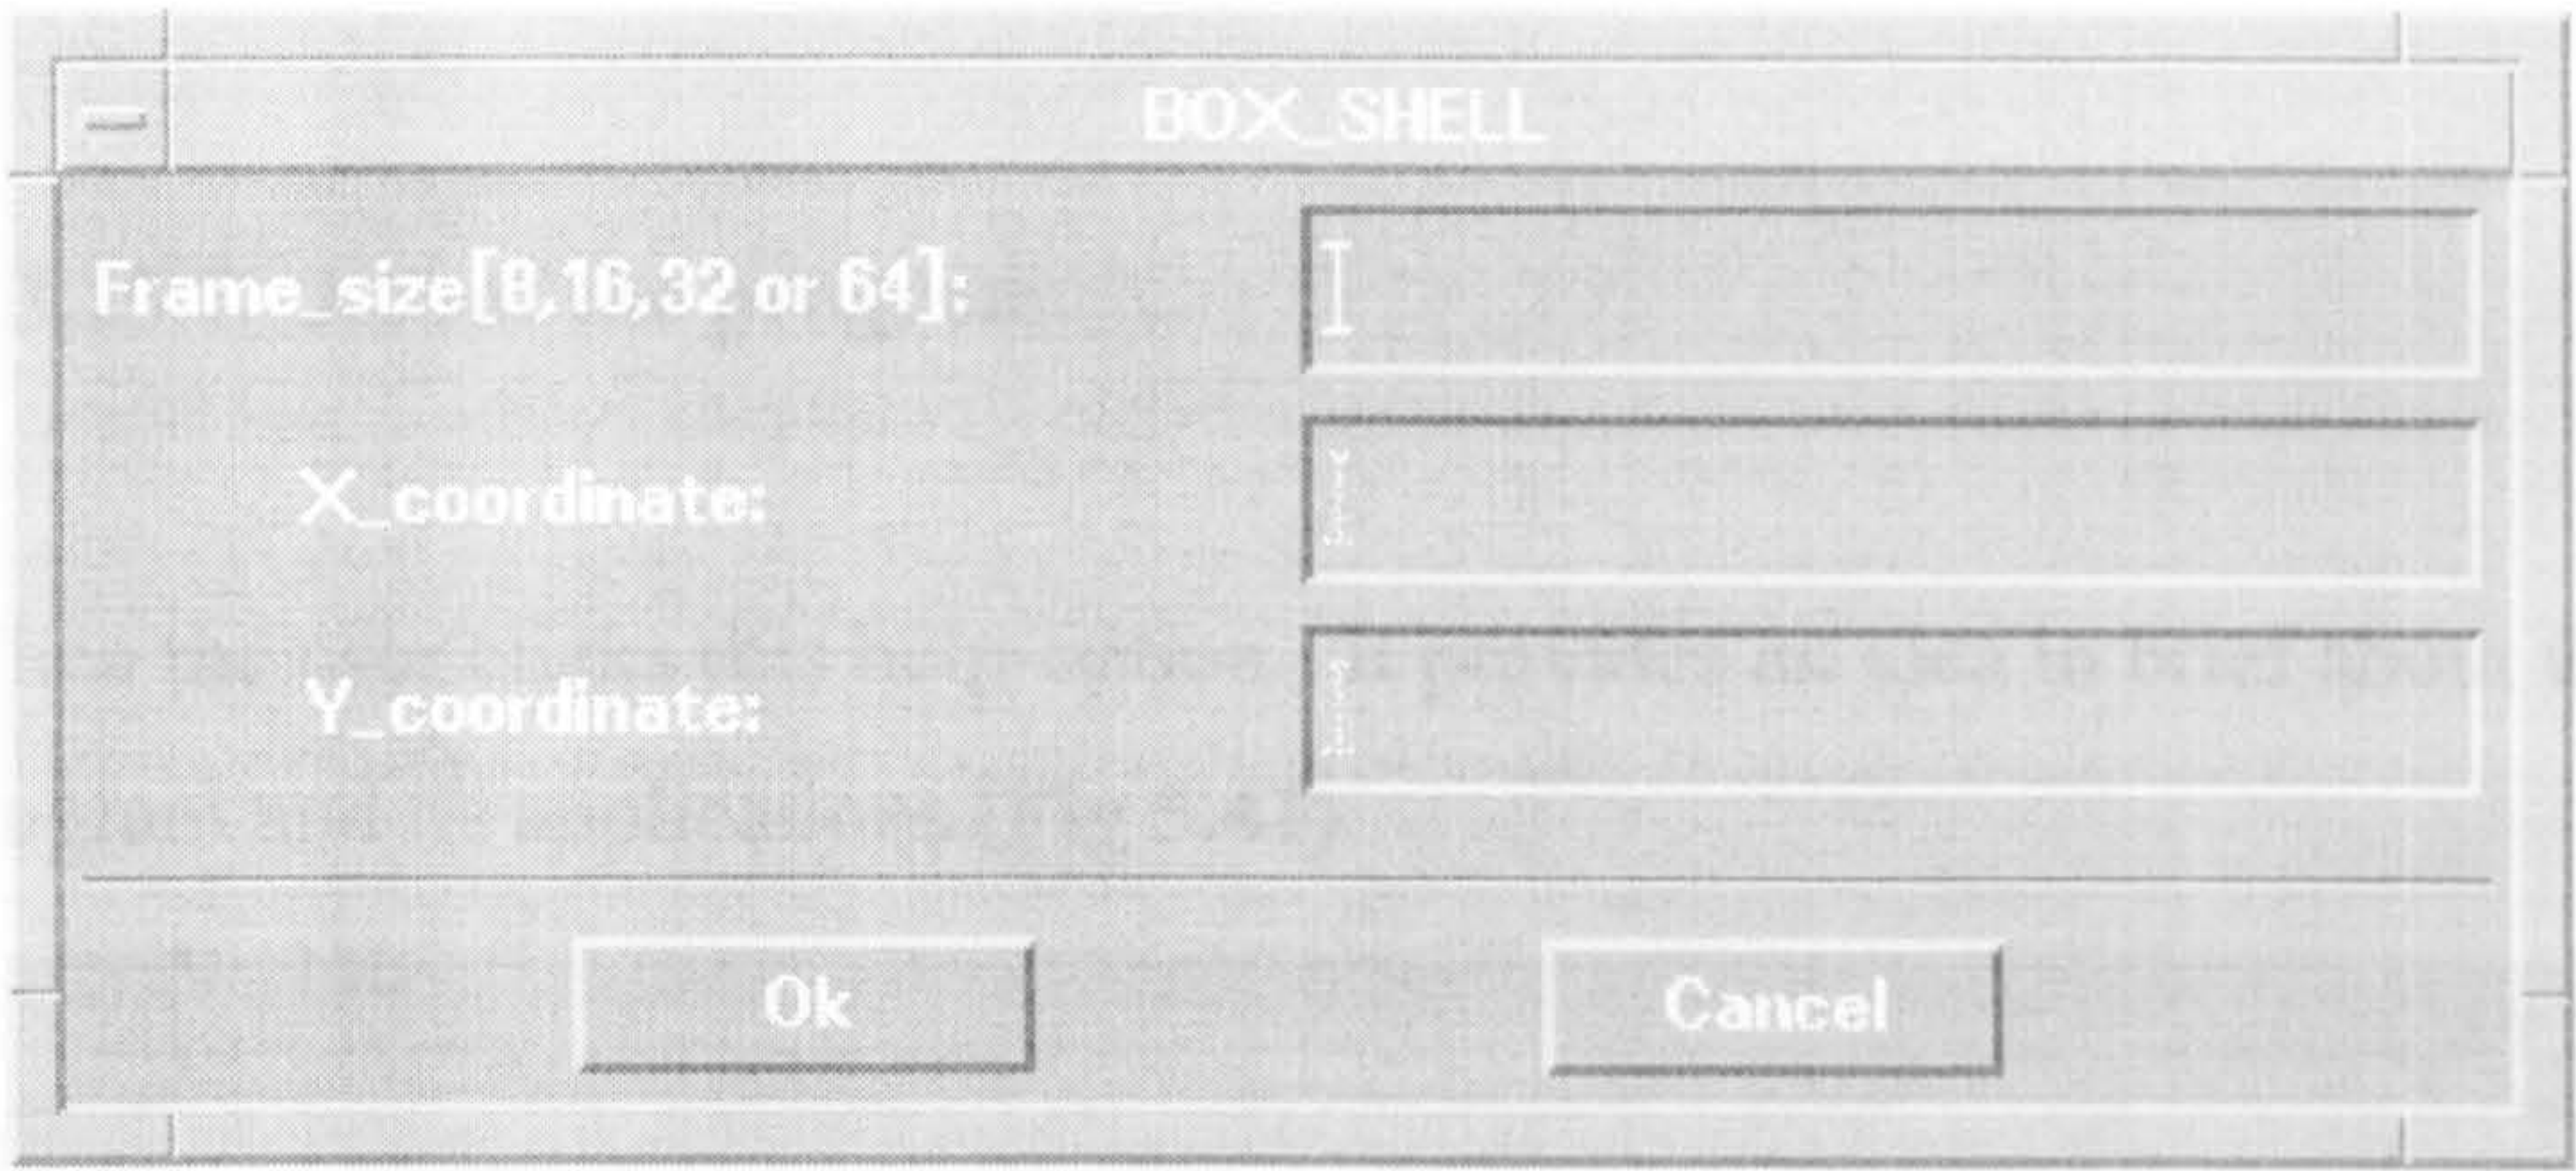 BOX_SHELL
Frame_size[8,16,32 or 64]:
X_coordinate:
Y_coordinate:
Ok
Cancel